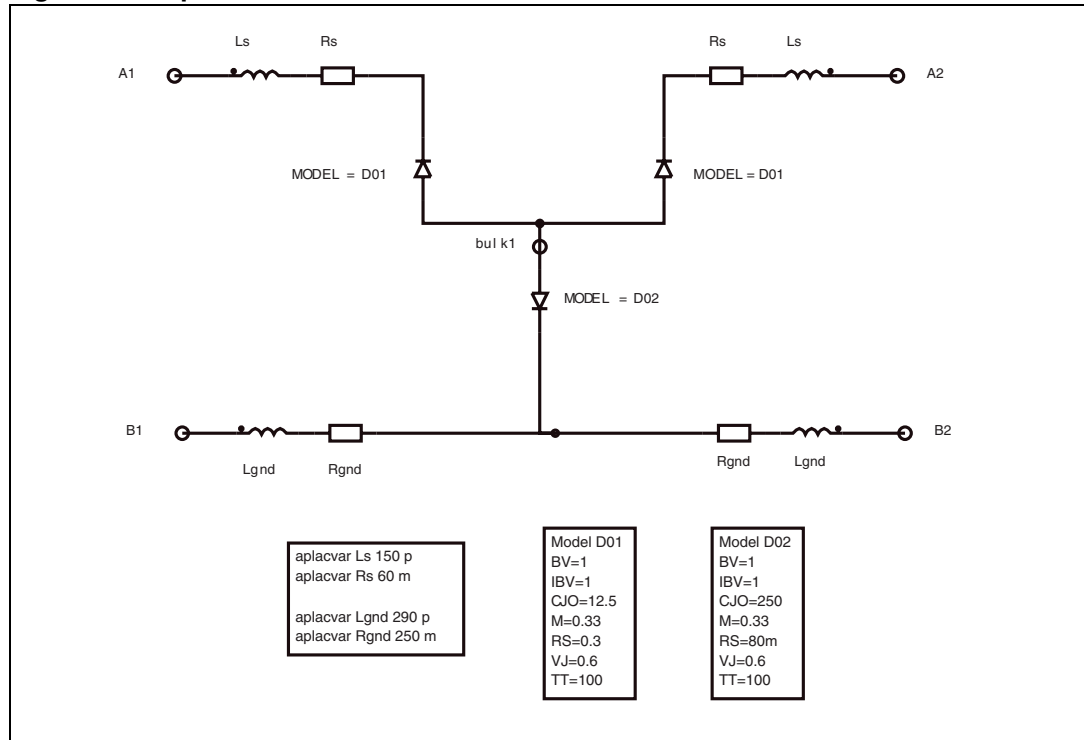 Ls Rs Rs Ls
A1 A2
MODEL = D01 MODEL = D01
bul k1
MODEL = D02
B1 B2
Lgnd Rgnd Rgnd Lgnd
aplacvar Ls 150 p
aplacvar Rs 60 m
aplacvar Lgnd 290 p
aplacvar Rgnd 250 m
Model D01
BV=1
IBV=1
CJO=12.5
M=0.33
RS=0.3
VJ=0.6
TT=100
Model D02
BV=1
IBV=1
CJO=250
M=0.33
RS=80m
VJ=0.6
TT=100